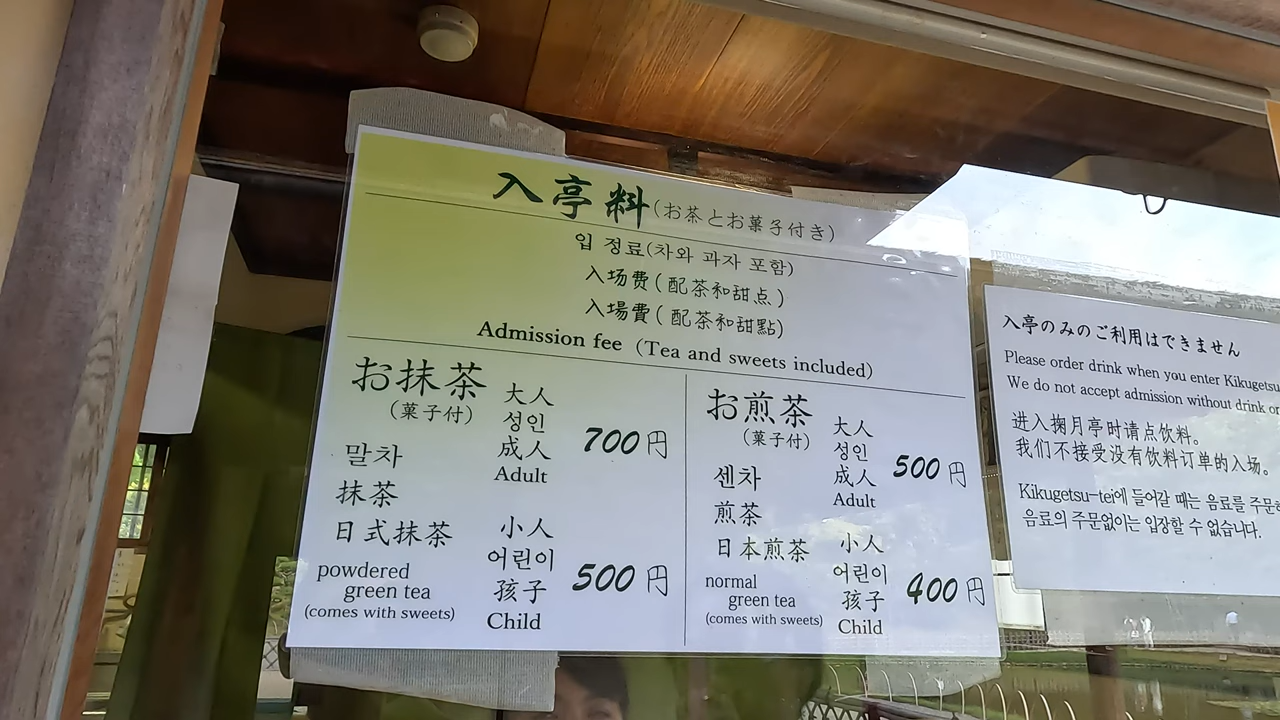 入亭料(お茶とお菓子付き)
입 정료(차와 과자 포함)
入场费(配茶和甜点)
入場費(配茶和甜點)
Admission fee (Tea and sweets included)
お抹茶
(菓子付)
말차
抹茶
日式抹茶
powdered
green tea
(comes with sweets)
大人
성인
成人
Adult
700円
小人
어린이
孩子
Child
500円
お煎茶
(菓子付)
센차
煎茶
日本煎茶
normal
green tea
(comes with sweets)
大人
성인
成人
Adult
500円
小人
어린이
孩子
Child
400円
入亭のみのご利用はできません
Please order drink when you enter Kikugetsu
We do not accept admission without drink
进入掬月亭时请点饮料。
我们不接受没有饮料订单的入场。
Kikugetsu-tei에 들어갈 때는 음료를
음료의 주문없이는 입장할 수 없습니다.